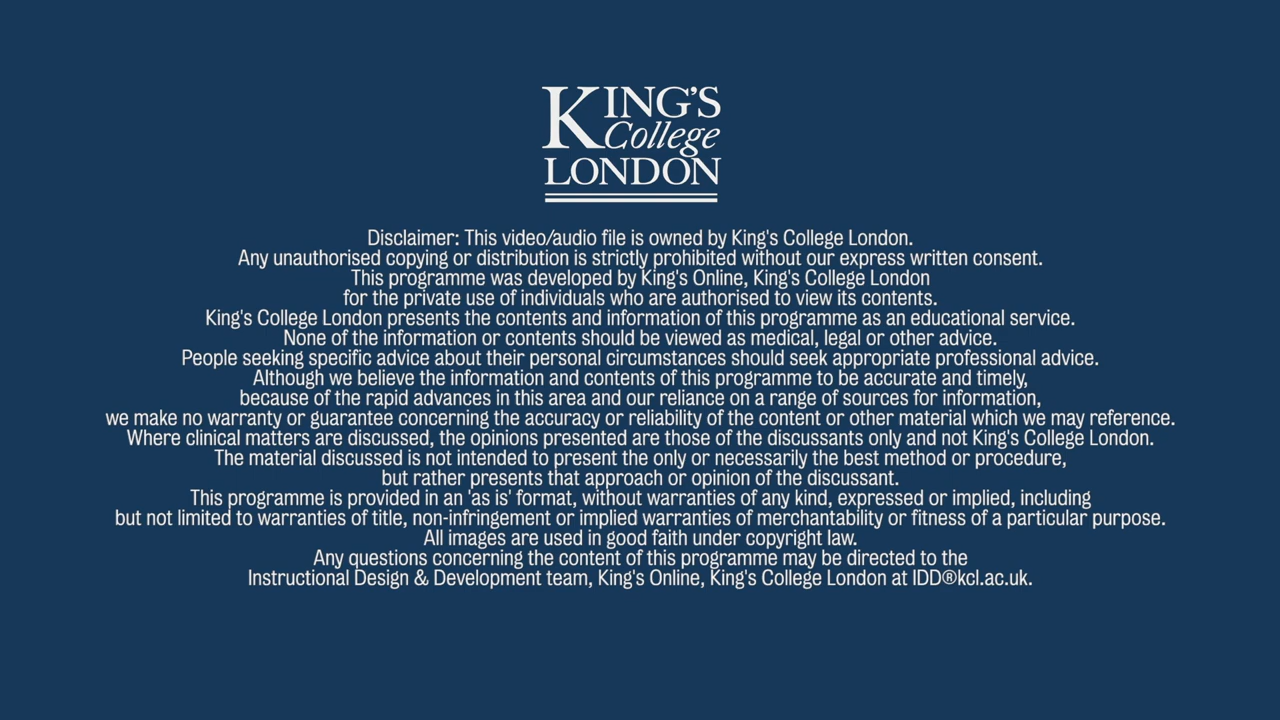 KING'S
College
LONDON
Disclaimer: This video/audio file is owned by King's College London.
Any unauthorised copying or distribution is strictly prohibited without our express written consent.
This programme was developed by King's Online, King's College London
for the private use of individuals who are authorised to view its contents.
King's College London presents the contents and information of this programme as an educational service.
None of the information or contents should be viewed as medical, legal or other advice.
People seeking specific advice about their personal circumstances should seek appropriate professional advice.
Although we believe the information and contents of this programme to be accurate and timely,
because of the rapid advances in this area and our reliance on a range of sources for information,
we make no warranty or guarantee concerning the accuracy or reliability of the content or other material which we may reference.
Where clinical matters are discussed, the opinions presented are those of the discussants only and not King's College London.
The material discussed is not intended to present the only or necessarily the best method or procedure,
but rather presents that approach or opinion of the discussant.
This programme is provided in an 'as is' format, without warranties of any kind, expressed or implied, including
but not limited to warranties of title, non-infringement or implied warranties of merchantability or fitness of a particular purpose.
All images are used in good faith under copyright law.
Any questions concerning the content of this programme may be directed to the
Instructional Design & Development team, King's Online, King's College London at IDD®kcl.ac.uk.